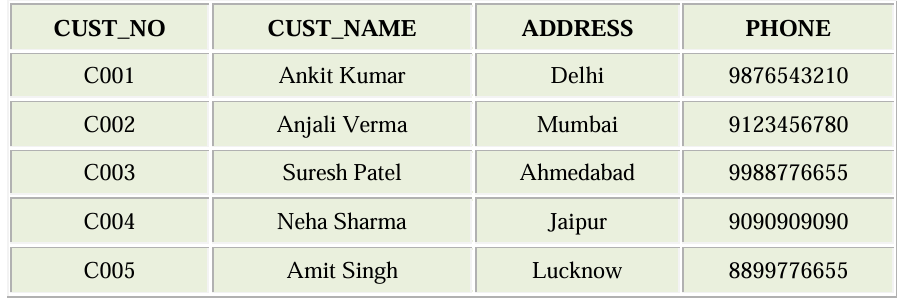 CUST_NO CUST_NAME ADDRESS PHONE
C001 Ankit Kumar Delhi 9876543210
C002 Anjali Verma Mumbai 9123456780
C003 Suresh Patel Ahmedabad 9988776655
C004 Neha Sharma Jaipur 9090909090
C005 Amit Singh Lucknow 8899776655